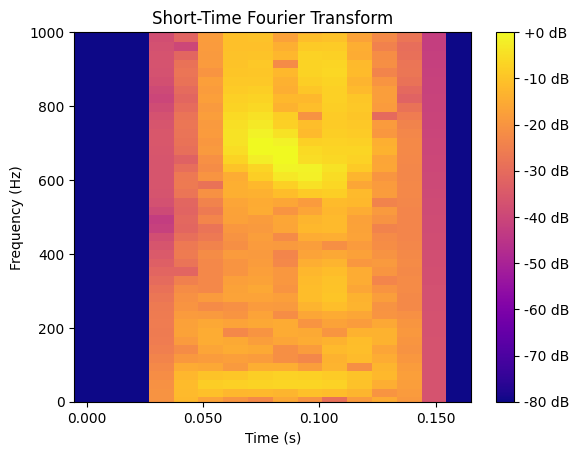 Short-Time Fourier Transform
1000
800
600
400
200
0
Frequency (Hz)
0.000
0.050
0.100
0.150
Time (s)
+0 dB
-10 dB
-20 dB
-30 dB
-40 dB
-50 dB
-60 dB
-70 dB
-80 dB